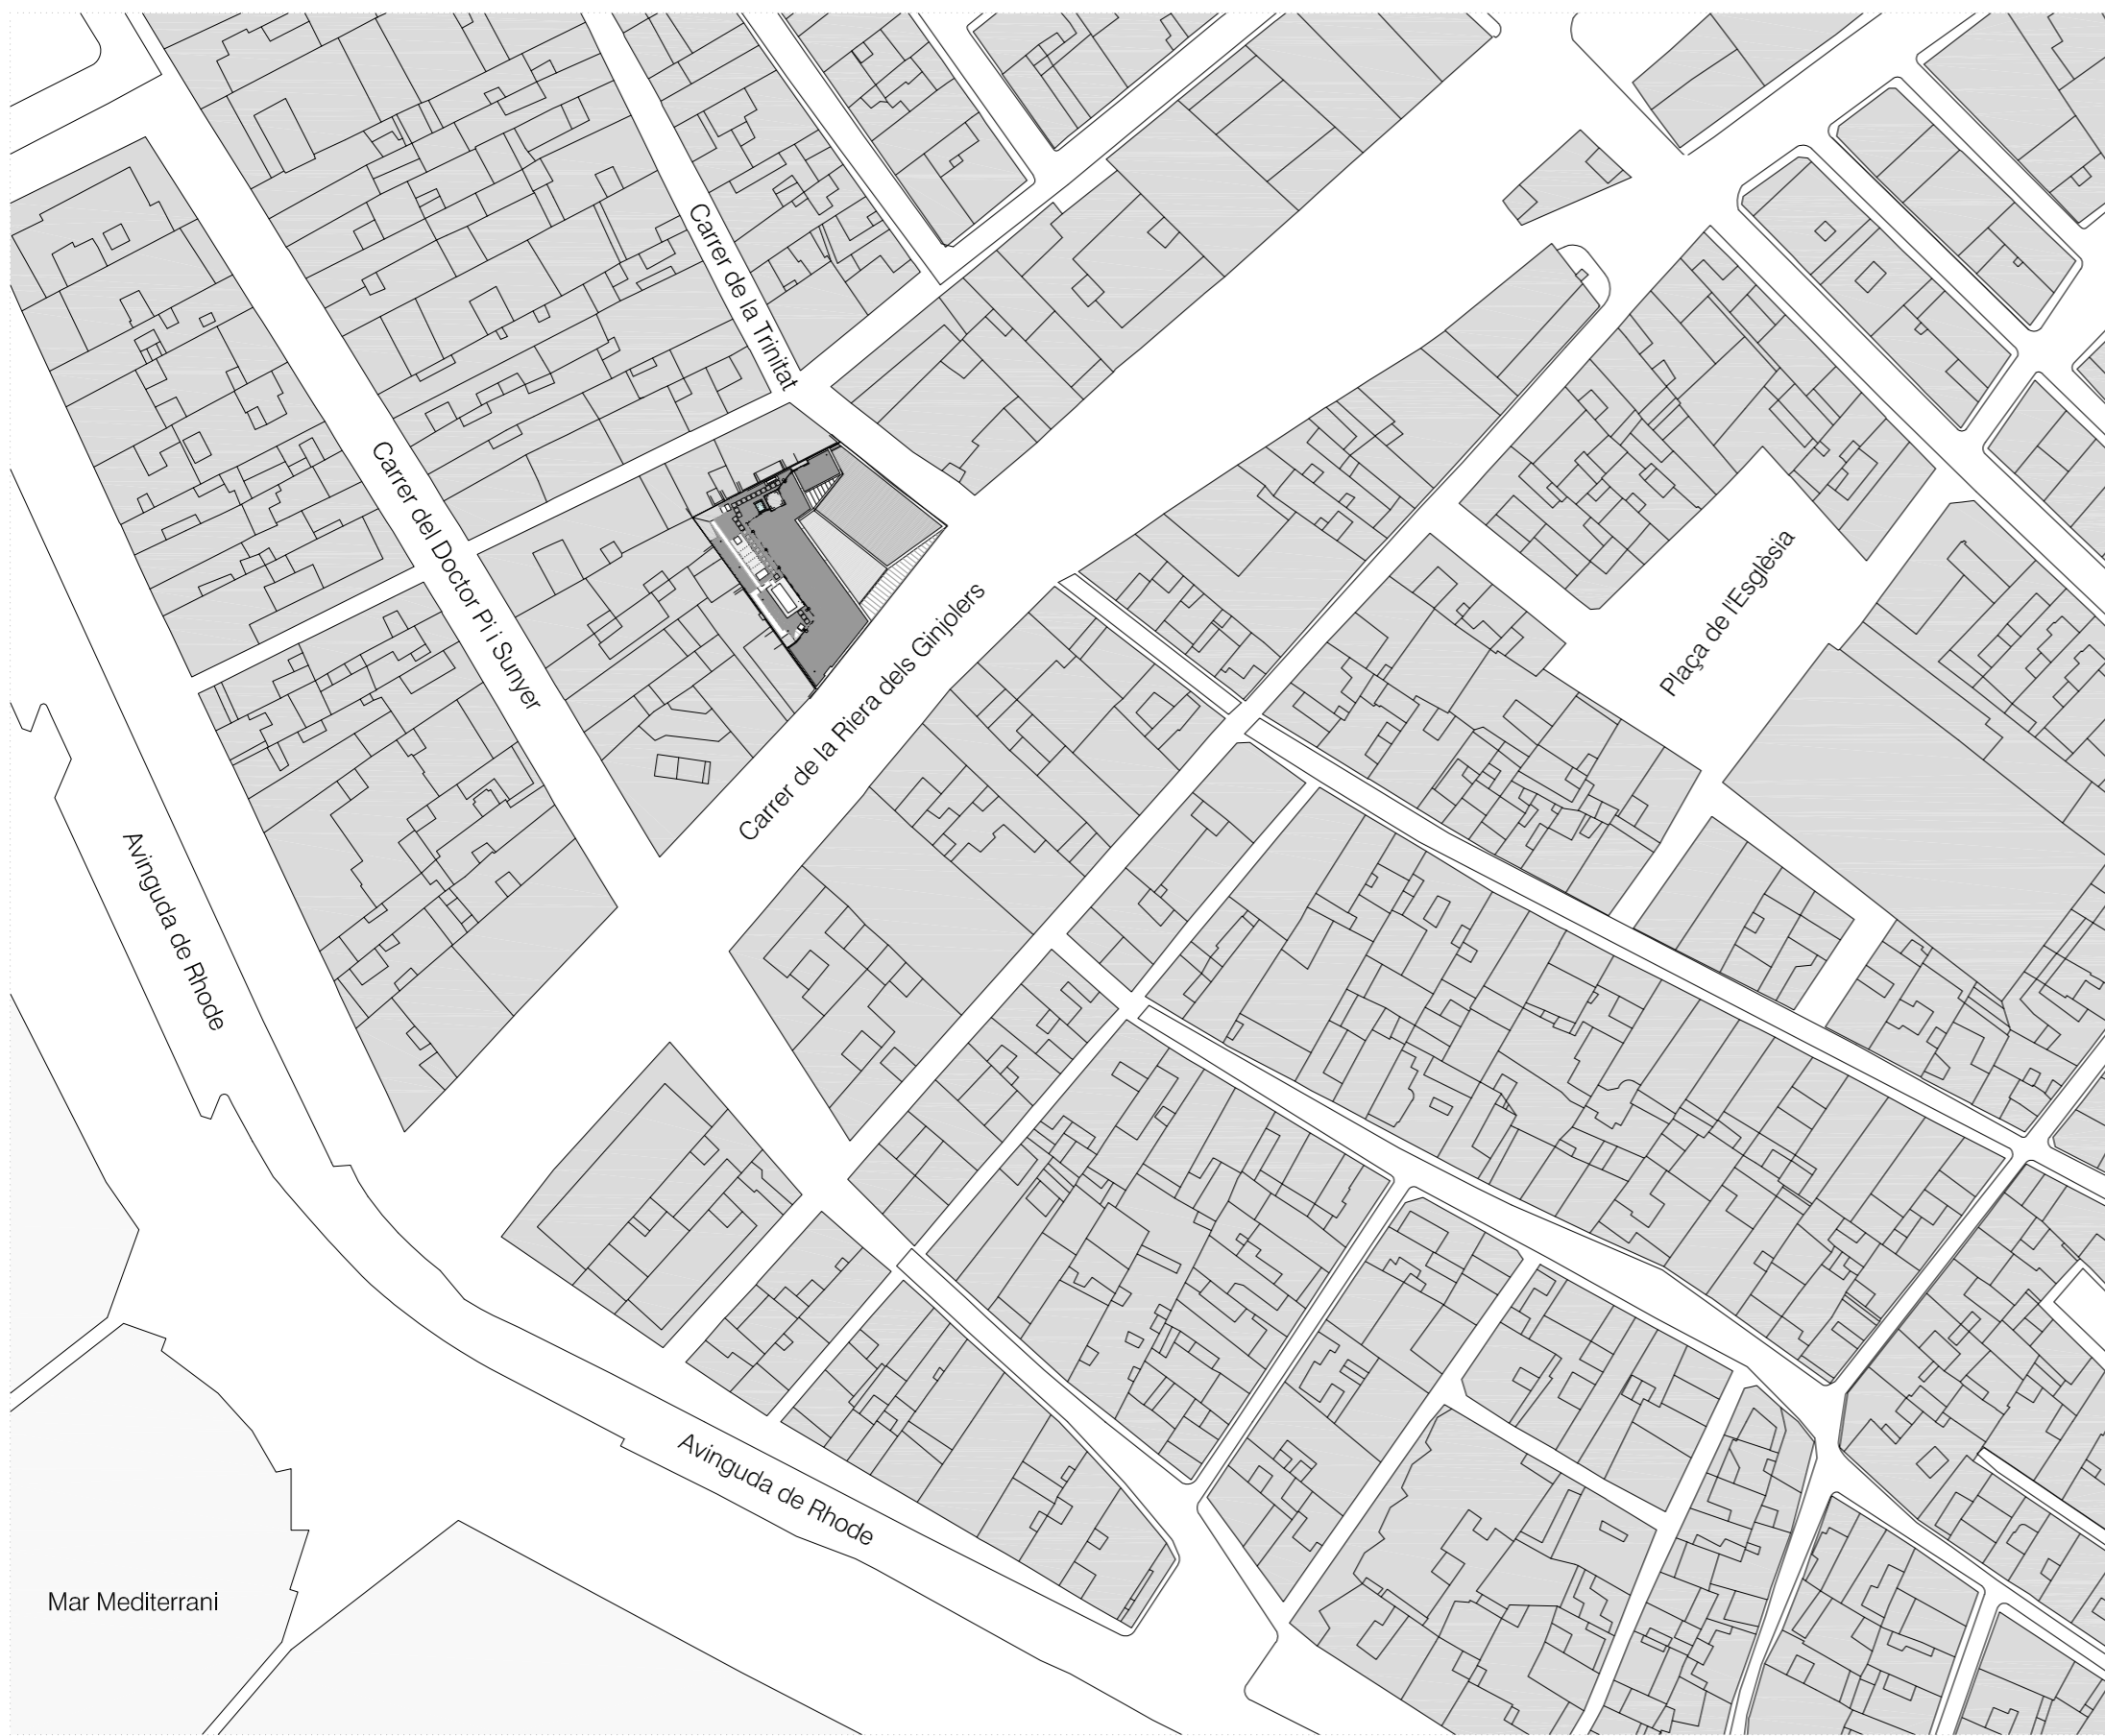 Carrer de la Trinitat
Carrer del Doctor Pi i Sunyer
Plaça de l'Esglèsia
Carrer de la Riera dels Ginjolers
Avinguda de Rhode
Avinguda de Rhode
Mar Mediterrani